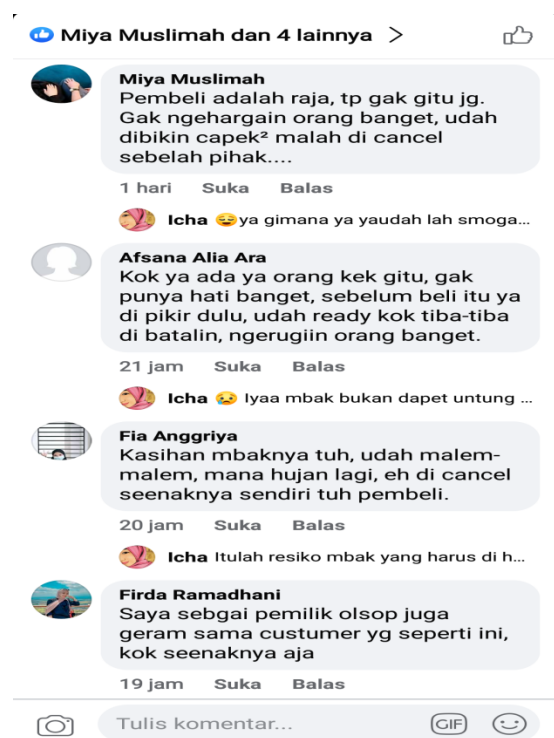 Miya Muslimah dan 4 lainnya >
Miya Muslimah
Pembeli adalah raja, tp gak gitu jg.
Gak ngehargain orang banget, udah
dibikin capek² malah di cancel
sebelah pihak....
1 hari Suka Balas
Icha 😌ya gimana ya yaudah lah smoga...
Afsana Alia Ara
Kok ya ada ya orang kek gitu, gak
punya hati banget, sebelum beli itu ya
di pikir dulu, udah ready kok tiba-tiba
di batalin, ngerugiin orang banget.
21 jam Suka Balas
Icha 😥 Iyaa mbak bukan dapet untung ...
Fia Anggriya
Kasihan mbaknya tuh, udah malem-
malem, mana hujan lagi, eh di cancel
seenaknya sendiri tuh pembeli.
20 jam Suka Balas
Icha Itulah resiko mbak yang harus di h...
Firda Ramadhani
Saya sebgai pemilik olsop juga
geram sama custumer yg seperti ini,
kok seenaknya aja
19 jam Suka Balas
Tulis komentar... GIF